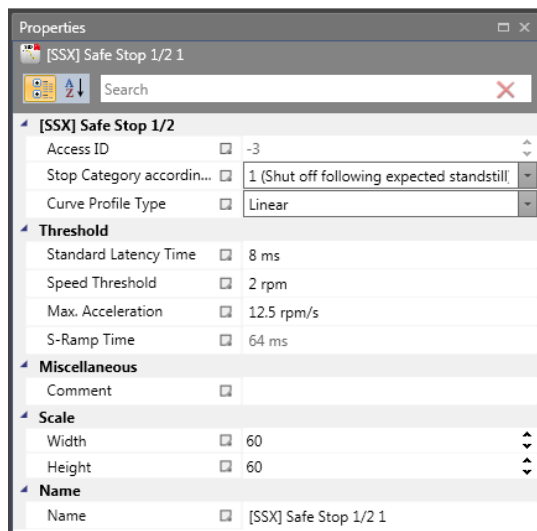 Properties
[SSX] Safe Stop 1/2 1
Search
[SSX] Safe Stop 1/2
Access ID -3
Stop Category accordin... 1 (Shut off following expected standstill)
Curve Profile Type Linear
Threshold
Standard Latency Time 8 ms
Speed Threshold 2 rpm
Max. Acceleration 12.5 rpm/s
S-Ramp Time 64 ms
Miscellaneous
Comment
Scale
Width 60
Height 60
Name
Name [SSX] Safe Stop 1/2 1